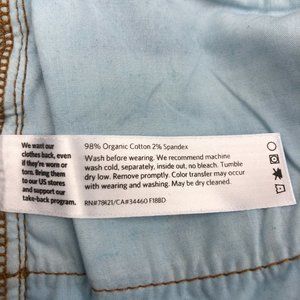 We want our
clothes back, even
if they're worn or
torn. Bring them
to our US stores
and support our
take-back program.
98% Organic Cotton 2% Spandex
Wash before wearing. We recommend machine
wash cold, separately, inside out, no bleach. Tumble
dry low. Remove promptly. Color transfer may occur
with wearing and washing. May be dry cleaned.
RN#78621/CA#34460 F18BD